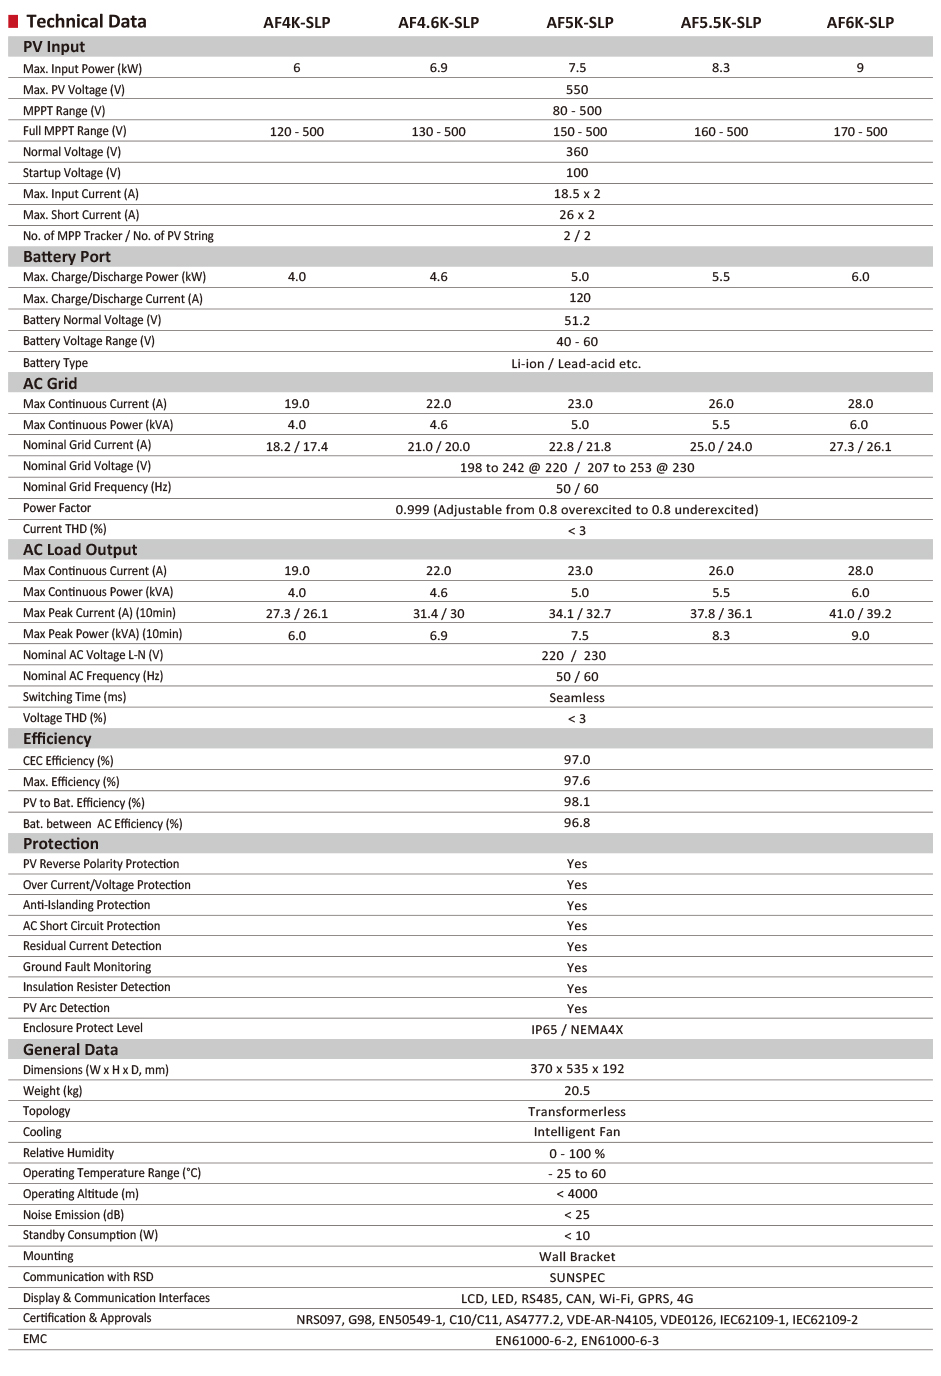 Technical Data AF4K-SLP AF4.6K-SLP AF5K-SLP AF5.5K-SLP AF6K-SLP
PV Input
Max. Input Power (kW) 6 6.9 7.5 8.3 9
Max. PV Voltage (V) 550
MPPT Range (V) 80 - 500
Full MPPT Range (V) 120 - 500 130 - 500 150 - 500 160 - 500 170 - 500
Normal Voltage (V) 360
Startup Voltage (V) 100
Max. Input Current (A) 18.5 x 2
Max. Short Current (A) 26 x 2
No. of MPP Tracker / No. of PV String 2 / 2
Battery Port
Max. Charge/Discharge Power (kW) 4.0 4.6 5.0 5.5 6.0
Max. Charge/Discharge Current (A) 120
Battery Normal Voltage (V) 51.2
Battery Voltage Range (V) 40 - 60
Battery Type Li-ion / Lead-acid etc.
AC Grid
Max Continuous Current (A) 19.0 22.0 23.0 26.0 28.0
Max Continuous Power (kVA) 4.0 4.6 5.0 5.5 6.0
Nominal Grid Current (A) 18.2 / 17.4 21.0 / 20.0 22.8 / 21.8 25.0 / 24.0 27.3 / 26.1
Nominal Grid Voltage (V) 198 to 242 @ 220 / 207 to 253 @ 230
Nominal Grid Frequency (Hz) 50 / 60
Power Factor 0.999 (Adjustable from 0.8 overexcited to 0.8 underexcited)
Current THD (%) < 3
AC Load Output
Max Continuous Current (A) 19.0 22.0 23.0 26.0 28.0
Max Continuous Power (kVA) 4.0 4.6 5.0 5.5 6.0
Max Peak Current (A) (10min) 27.3 / 26.1 31.4 / 30 34.1 / 32.7 37.8 / 36.1 41.0 / 39.2
Max Peak Power (kVA) (10min) 6.0 6.9 7.5 8.3 9.0
Nominal AC Voltage L-N (V) 220 / 230
Nominal AC Frequency (Hz) 50 / 60
Switching Time (ms) Seamless
Voltage THD (%) < 3
Efficiency
CEC Efficiency (%) 97.0
Max. Efficiency (%) 97.6
PV to Bat. Efficiency (%) 98.1
Bat. between AC Efficiency (%) 96.8
Protection
PV Reverse Polarity Protection Yes
Over Current/Voltage Protection Yes
Anti-Islanding Protection Yes
AC Short Circuit Protection Yes
Residual Current Detection Yes
Ground Fault Monitoring Yes
Insulation Resister Detection Yes
PV Arc Detection Yes
Enclosure Protect Level IP65 / NEMA4X
General Data
Dimensions (W x H x D, mm) 370 x 535 x 192
Weight (kg) 20.5
Topology Transformerless
Cooling Intelligent Fan
Relative Humidity 0 - 100 %
Operating Temperature Range (°C) - 25 to 60
Operating Altitude (m) < 4000
Noise Emission (dB) < 25
Standby Consumption (W) < 10
Mounting Wall Bracket
Communication with RSD SUNSPEC
Display & Communication Interfaces LCD, LED, RS485, CAN, Wi-Fi, GPRS, 4G
Certification & Approvals NRS097, G98, EN50549-1, C10/C11, AS4777.2, VDE-AR-N4105, VDE0126, IEC62109-1, IEC62109-2
EMC EN61000-6-2, EN61000-6-3